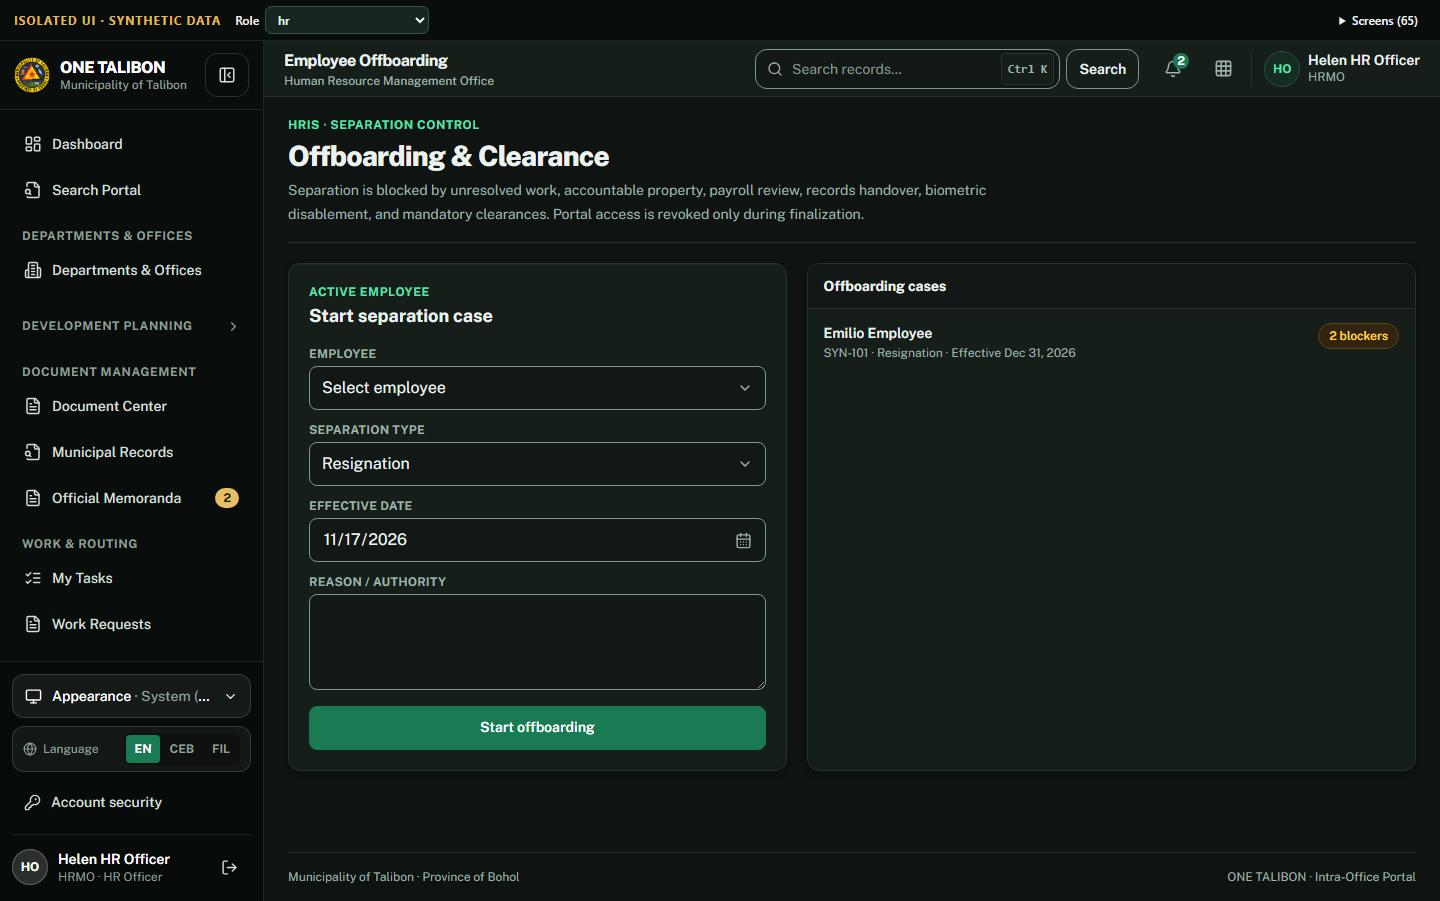 ISOLATED UI · SYNTHETIC DATA Role hr
Screens (65)
ONE TALIBON
Municipality of Talibon
Employee Offboarding
Human Resource Management Office
Search records... Ctrl K
Search
2
HO
Helen HR Officer
HRMO
Dashboard
Search Portal
DEPARTMENTS & OFFICES
Departments & Offices
DEVELOPMENT PLANNING
DOCUMENT MANAGEMENT
Document Center
Municipal Records
Official Memoranda 2
WORK & ROUTING
My Tasks
Work Requests
Appearance · System (...
Language EN CEB FIL
Account security
HO
Helen HR Officer
HRMO · HR Officer
HRIS · SEPARATION CONTROL
Offboarding & Clearance
Separation is blocked by unresolved work, accountable property, payroll review, records handover, biometric
disablement, and mandatory clearances. Portal access is revoked only during finalization.
ACTIVE EMPLOYEE
Start separation case
EMPLOYEE
Select employee
SEPARATION TYPE
Resignation
EFFECTIVE DATE
11/17/2026
REASON / AUTHORITY
Start offboarding
Offboarding cases
Emilio Employee
SYN-101 · Resignation · Effective Dec 31, 2026
2 blockers
Municipality of Talibon · Province of Bohol
ONE TALIBON · Intra-Office Portal